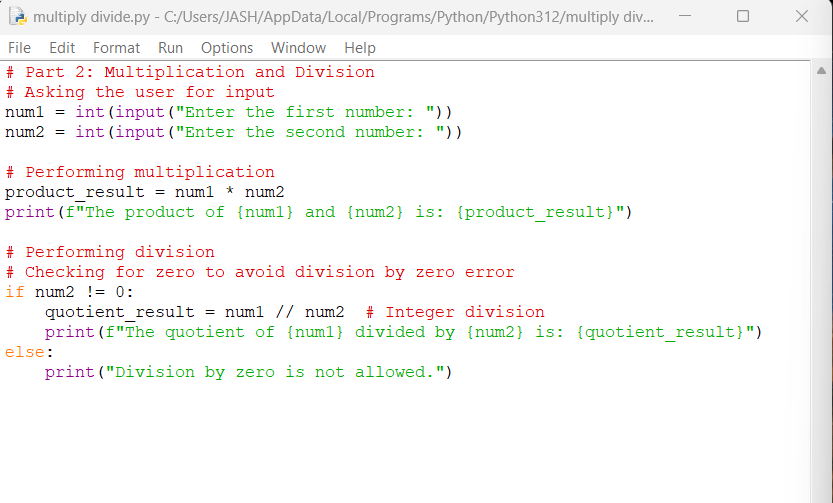 multiply divide.py - C:/Users/JASH/AppData/Local/Programs/Python/Python312/multiply div...
File Edit Format Run Options Window Help
# Part 2: Multiplication and Division
# Asking the user for input
num1 = int(input("Enter the first number: "))
num2 = int(input("Enter the second number: "))

# Performing multiplication
product_result = num1 * num2
print(f"The product of {num1} and {num2} is: {product_result}")

# Performing division
# Checking for zero to avoid division by zero error
if num2 != 0:
    quotient_result = num1 // num2  # Integer division
    print(f"The quotient of {num1} divided by {num2} is: {quotient_result}")
else:
    print("Division by zero is not allowed.")